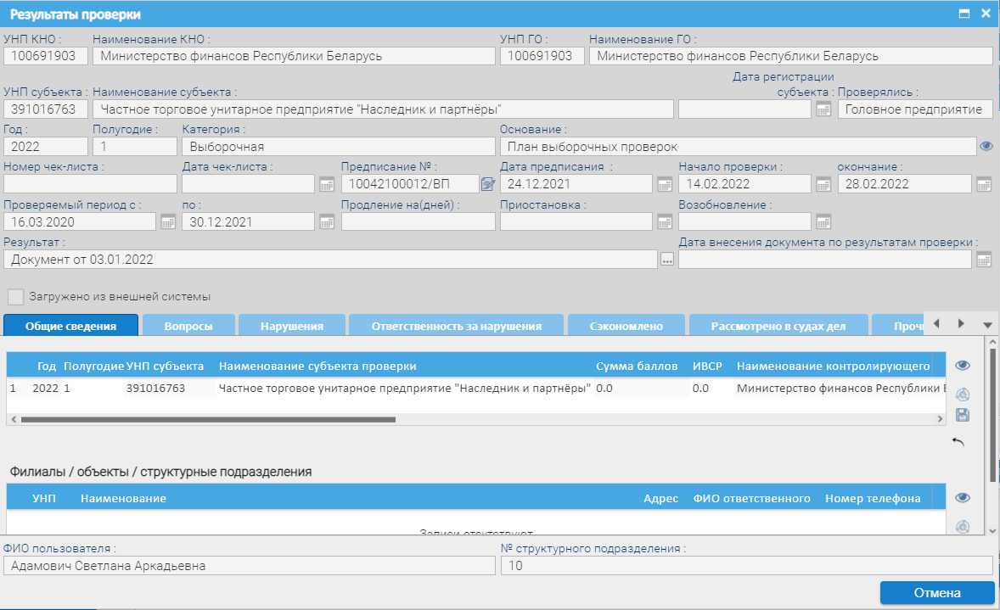 Результаты проверки
УНП КНО : Наименование КНО : УНП ГО : Наименование ГО :
100691903 Министерство финансов Республики Беларусь 100691903 Министерство финансов Республики Беларусь
Дата регистрации
УНП субъекта : Наименование субъекта : субъекта : Проверялись :
391016763 Частное торговое унитарное предприятие "Наследник и партнёры" Головное предприятие
Год : Полугодие : Категория : Основание :
2022 1 Выборочная План выборочных проверок
Номер чек-листа : Дата чек-листа : Предписание № : Дата предписания : Начало проверки : окончание :
10042100012/ВП 24.12.2021 14.02.2022 28.02.2022
Проверяемый период с : по : Продление на(дней) : Приостановка : Возобновление :
16.03.2020 30.12.2021
Результат : Дата внесения документа по результатам проверки :
Документ от 03.01.2022 ...
Загружено из внешней системы
Общие сведения Вопросы Нарушения Ответственность за нарушения Сэкономлено Рассмотрено в судах дел Проч
Год Полугодие УНП субъекта Наименование субъекта проверки Сумма баллов ИВСР Наименование контролирующего
1 2022 1 391016763 Частное торговое унитарное предприятие "Наследник и партнёры" 0.0 0.0 Министерство финансов Республики
Филиалы / объекты / структурные подразделения
УНП Наименование Адрес ФИО ответственного Номер телефона
Записи отсутствуют
ФИО пользователя : № структурного подразделения :
Адамович Светлана Аркадьевна 10
Отмена